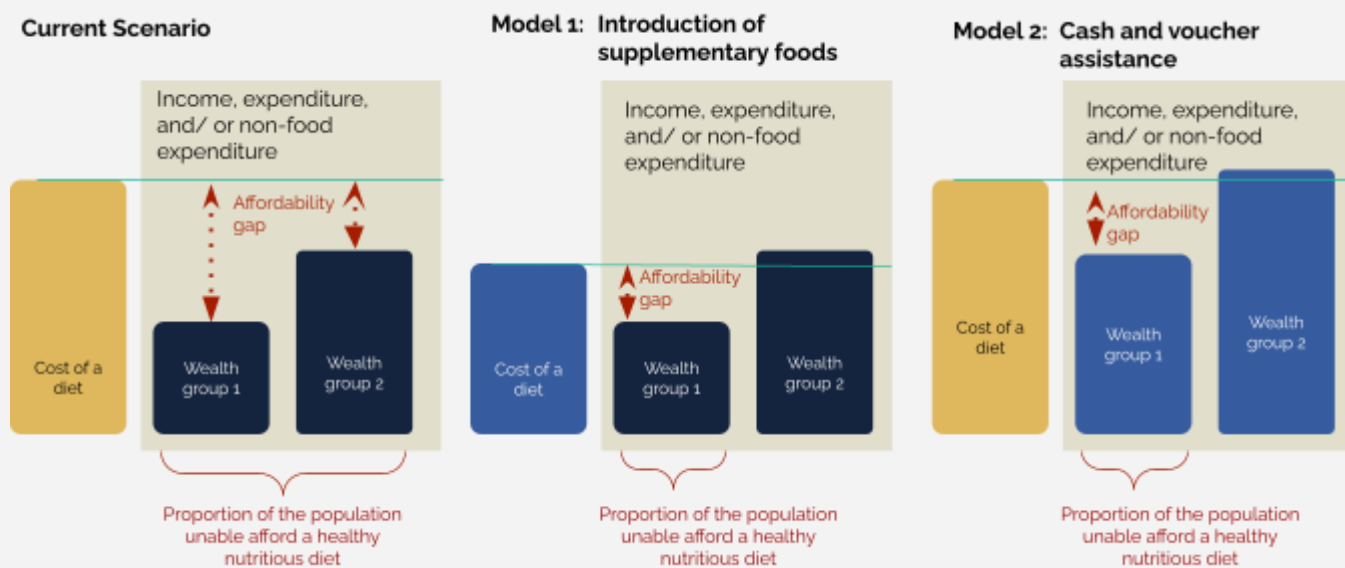 Current Scenario
Income, expenditure,
and/ or non-food
expenditure
Affordability
gap
Cost of a
diet
Wealth
group 1
Wealth
group 2
Proportion of the population
unable afford a healthy
nutritious diet
Model 1: Introduction of
supplementary foods
Income, expenditure,
and/ or non-food
expenditure
Affordability
gap
Cost of a
diet
Wealth
group 1
Wealth
group 2
Proportion of the population
unable afford a healthy
nutritious diet
Model 2: Cash and voucher
assistance
Income, expenditure,
and/ or non-food
expenditure
Affordability
gap
Cost of a
diet
Wealth
group 1
Wealth
group 2
Proportion of the population
unable afford a healthy
nutritious diet